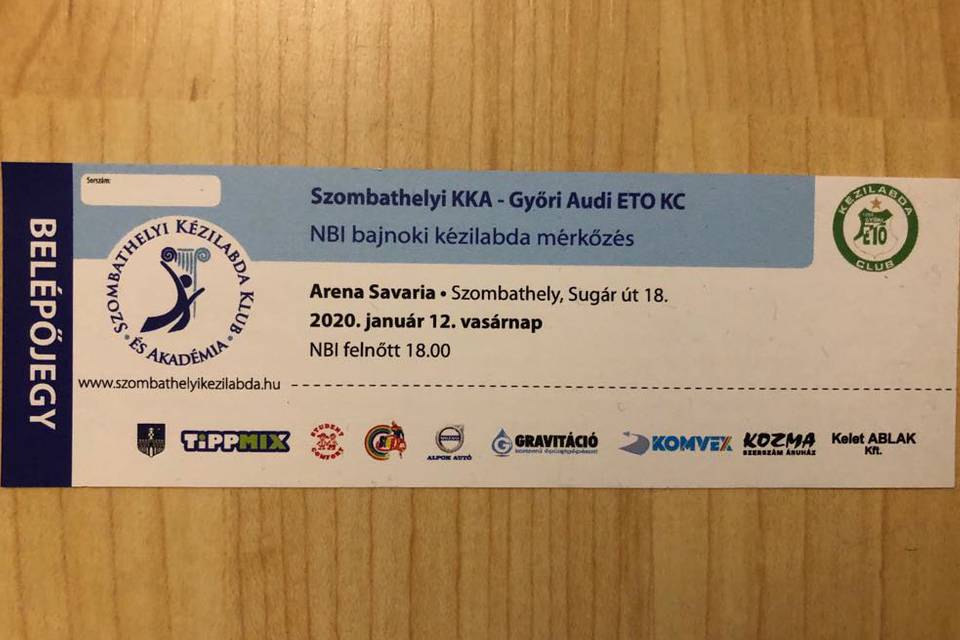 BELÉPŐJEGY
Sorszám:
Szombathelyi KKA - Győri Audi ETO KC
NBI bajnoki kézilabda mérkőzés
KÉZILABDA
ETO
CLUB
SZOMBATHELYI KÉZILABDA KLUB
• ÉS AKADÉMIA •
Arena Savaria • Szombathely, Sugár út 18.
2020. január 12. vasárnap
NBI felnőtt 18.00
www.szombathelyikezilabda.hu
TiPPMIX
STUDENT
COMFORT
ALPOK AUTÓ
GRAVITÁCIÓ
KOMVEX
KOZMA
SZERSZÁM ÁRUHÁZ
Kelet ABLAK
Kft.